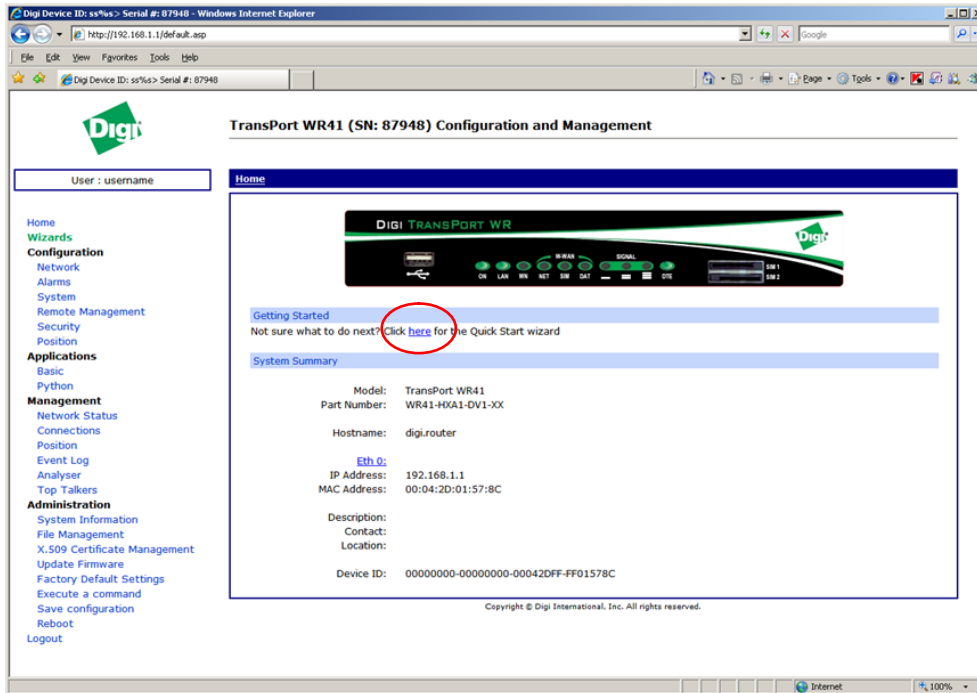 Digi Device ID: ss%s> Serial #: 87948 - Windows Internet Explorer
http://192.168.1.1/default.asp
Google
File Edit View Favorites Tools Help
Digi Device ID: ss%s> Serial #: 87948
Page Tools
Digi
TransPort WR41 (SN: 87948) Configuration and Management
User : username
Home
Home
Wizards
Configuration
Network
Alarms
System
Remote Management
Security
Position
Applications
Basic
Python
Management
Network Status
Connections
Position
Event Log
Analyser
Top Talkers
Administration
System Information
File Management
X.509 Certificate Management
Update Firmware
Factory Default Settings
Execute a command
Save configuration
Reboot
Logout
DIGI TRANSPORT WR
Digi
W-WAN SIGNAL
ON LAN WN NET SIM DAT DTE
SIM 1
SIM 2
Getting Started
Not sure what to do next? Click here for the Quick Start wizard
System Summary
Model: TransPort WR41
Part Number: WR41-HXA1-DV1-XX
Hostname: digi.router
Eth 0:
IP Address: 192.168.1.1
MAC Address: 00:04:2D:01:57:8C
Description:
Contact:
Location:
Device ID: 00000000-00000000-00042DFF-FF01578C
Copyright © Digi International, Inc. All rights reserved.
Internet 100%